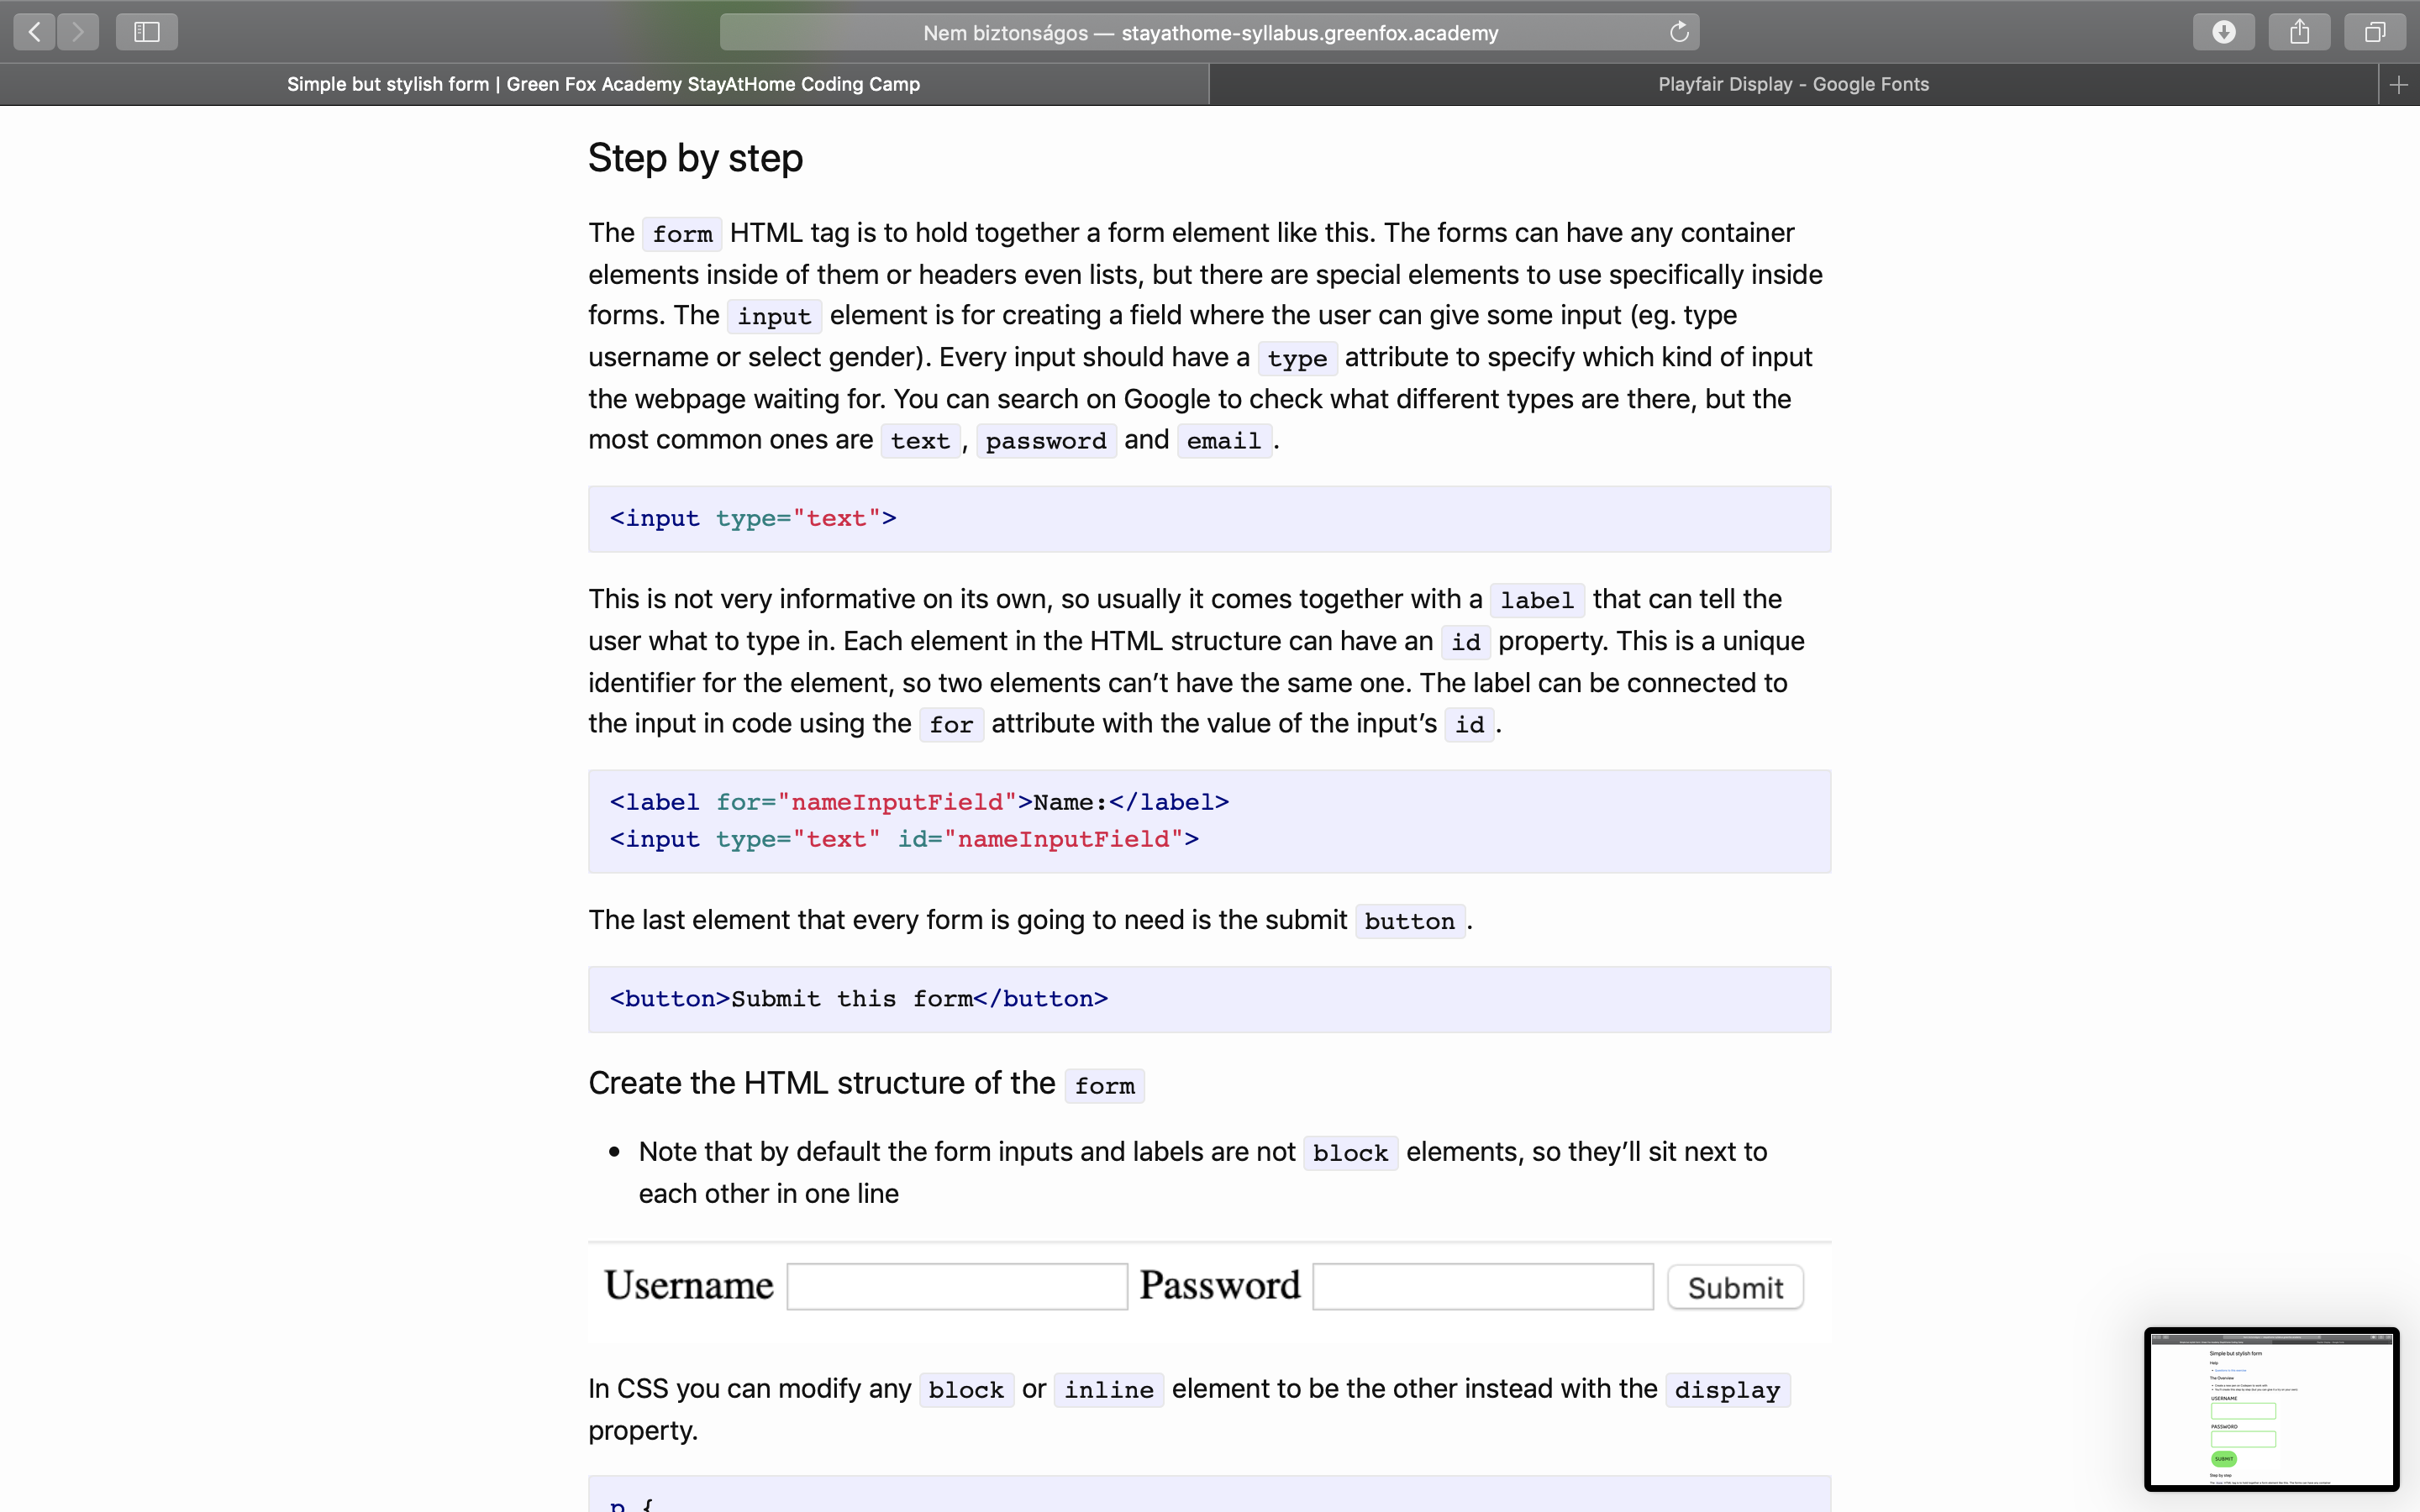 Nem biztonságos — stayathome-syllabus.greenfox.academy
Simple but stylish form | Green Fox Academy StayAtHome Coding Camp
Playfair Display - Google Fonts
Step by step
The form HTML tag is to hold together a form element like this. The forms can have any container
elements inside of them or headers even lists, but there are special elements to use specifically inside
forms. The input element is for creating a field where the user can give some input (eg. type
username or select gender). Every input should have a type attribute to specify which kind of input
the webpage waiting for. You can search on Google to check what different types are there, but the
most common ones are text, password and email.
<input type="text">
This is not very informative on its own, so usually it comes together with a label that can tell the
user what to type in. Each element in the HTML structure can have an id property. This is a unique
identifier for the element, so two elements can’t have the same one. The label can be connected to
the input in code using the for attribute with the value of the input’s id.
<label for="nameInputField">Name:</label>
<input type="text" id="nameInputField">
The last element that every form is going to need is the submit button.
<button>Submit this form</button>
Create the HTML structure of the form
• Note that by default the form inputs and labels are not block elements, so they’ll sit next to
each other in one line
Username Password Submit
In CSS you can modify any block or inline element to be the other instead with the display
property.
p {
Simple but stylish form
Help
The Overview
USERNAME
PASSWORD
SUBMIT
Step by step